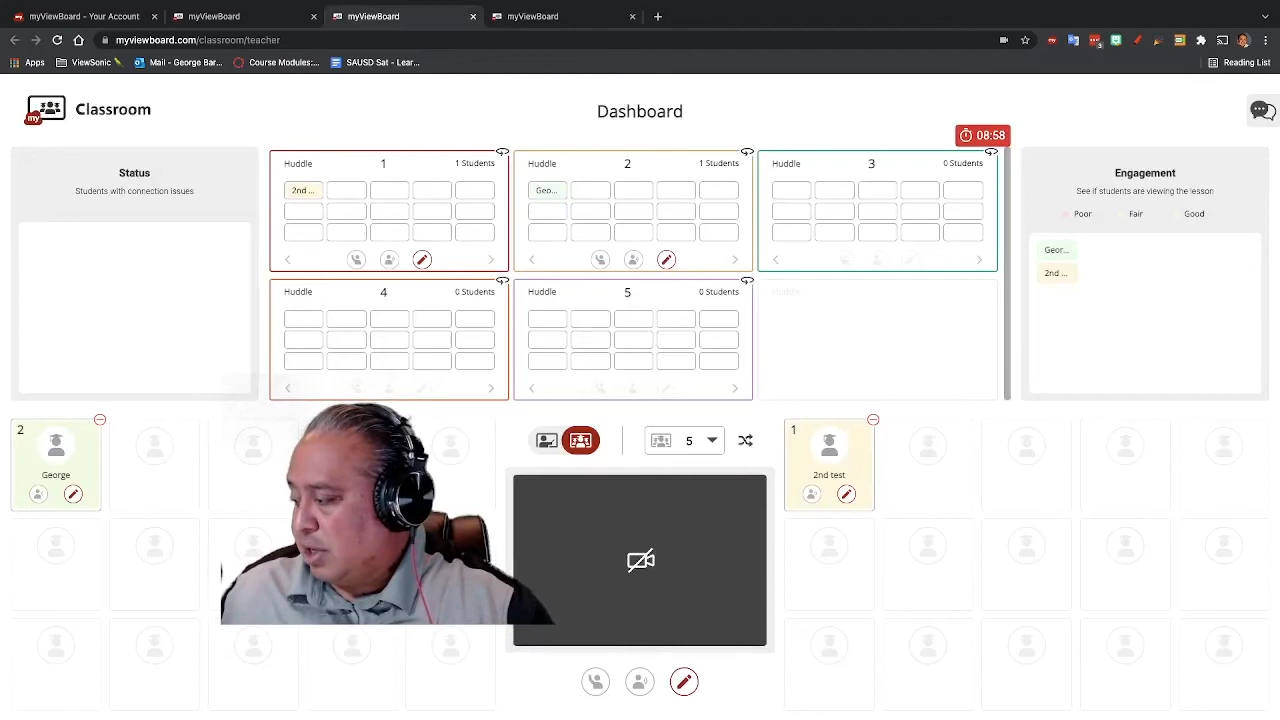 myViewBoard - Your Account
myViewBoard
myViewBoard
myViewBoard
myviewboard.com/classroom/teacher
Apps
ViewSonic
Mail - George Bar...
Course Modules:...
SAUSD Sat - Lear...
Reading List
my
Classroom
Dashboard
08:58
Status
Students with connection issues
Huddle 1 1 Students
2nd ...
Huddle 2 1 Students
Geo...
Huddle 3 0 Students
Huddle 4 0 Students
Huddle 5 0 Students
Huddle
Engagement
See if students are viewing the lesson
Poor Fair Good
Geor...
2nd ...
2
George
5
1
2nd test